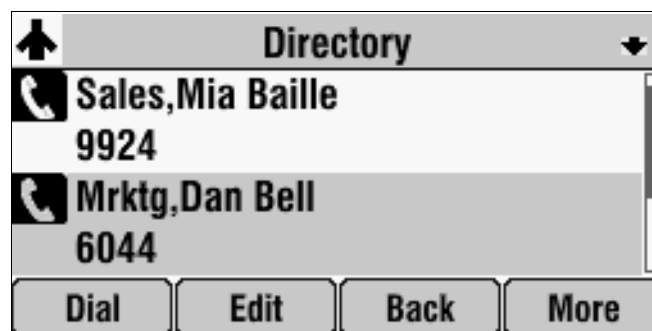 Directory
Sales,Mia Baille
9924
Mrktg,Dan Bell
6044
Dial Edit Back More